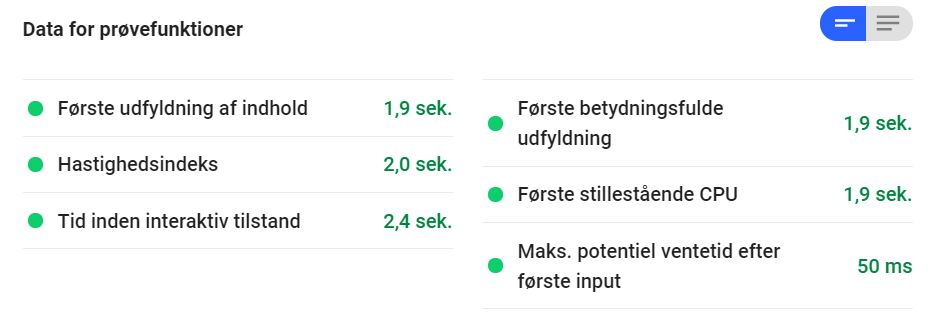 Data for prøvefunktioner
Første udfyldning af indhold 1,9 sek.
Hastighedsindeks 2,0 sek.
Tid inden interaktiv tilstand 2,4 sek.
Første betydningsfulde
udfyldning 1,9 sek.
Første stillestående CPU 1,9 sek.
Maks. potentiel ventetid efter
første input 50 ms